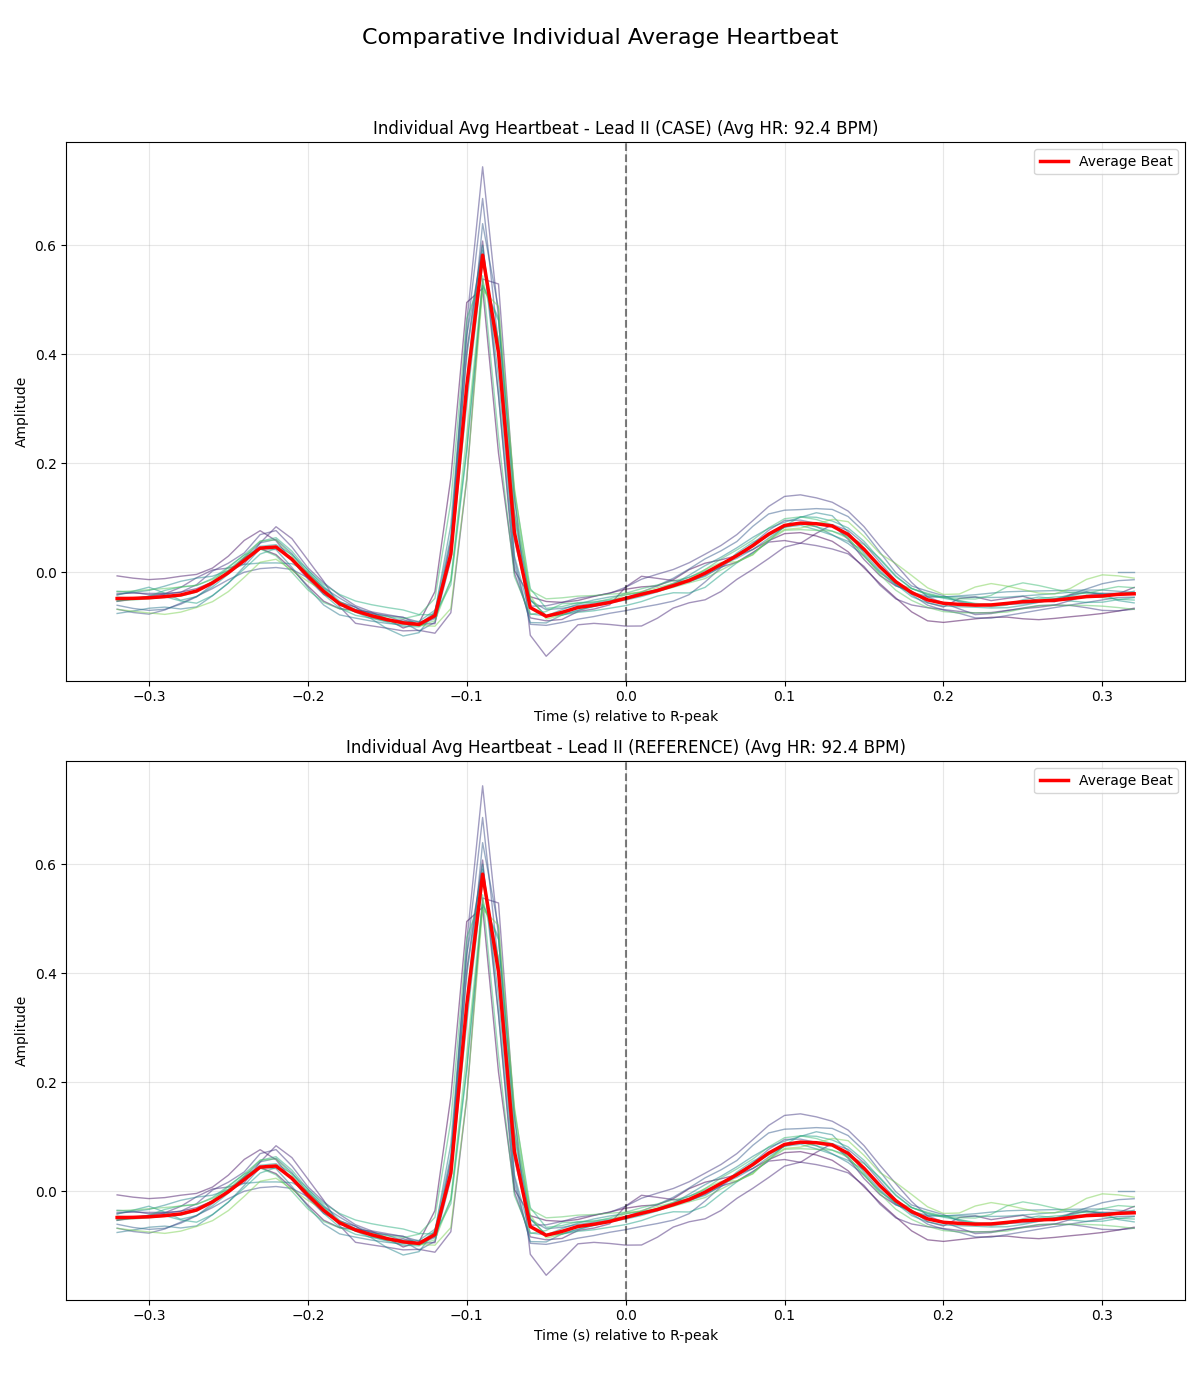 Comparative Individual Average Heartbeat
Individual Avg Heartbeat - Lead II (CASE) (Avg HR: 92.4 BPM)
Average Beat
Amplitude
0.6
0.4
0.2
0.0
−0.3 −0.2 −0.1 0.0 0.1 0.2 0.3
Time (s) relative to R-peak
Individual Avg Heartbeat - Lead II (REFERENCE) (Avg HR: 92.4 BPM)
Average Beat
Amplitude
0.6
0.4
0.2
0.0
−0.3 −0.2 −0.1 0.0 0.1 0.2 0.3
Time (s) relative to R-peak